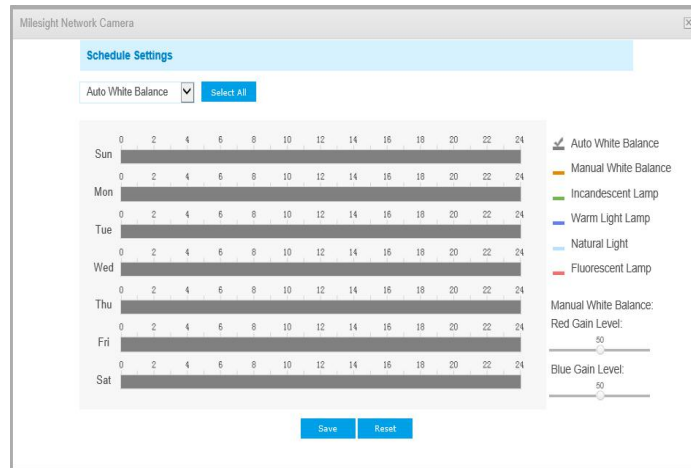 Milesight Network Camera
Schedule Settings
Auto White Balance Select All
0 2 4 6 8 10 12 14 16 18 20 22 24
Sun
0 2 4 6 8 10 12 14 16 18 20 22 24
Mon
0 2 4 6 8 10 12 14 16 18 20 22 24
Tue
0 2 4 6 8 10 12 14 16 18 20 22 24
Wed
0 2 4 6 8 10 12 14 16 18 20 22 24
Thu
0 2 4 6 8 10 12 14 16 18 20 22 24
Fri
0 2 4 6 8 10 12 14 16 18 20 22 24
Sat
Auto White Balance
Manual White Balance
Incandescent Lamp
Warm Light Lamp
Natural Light
Fluorescent Lamp
Manual White Balance:
Red Gain Level:
50
Blue Gain Level:
50
Save Reset